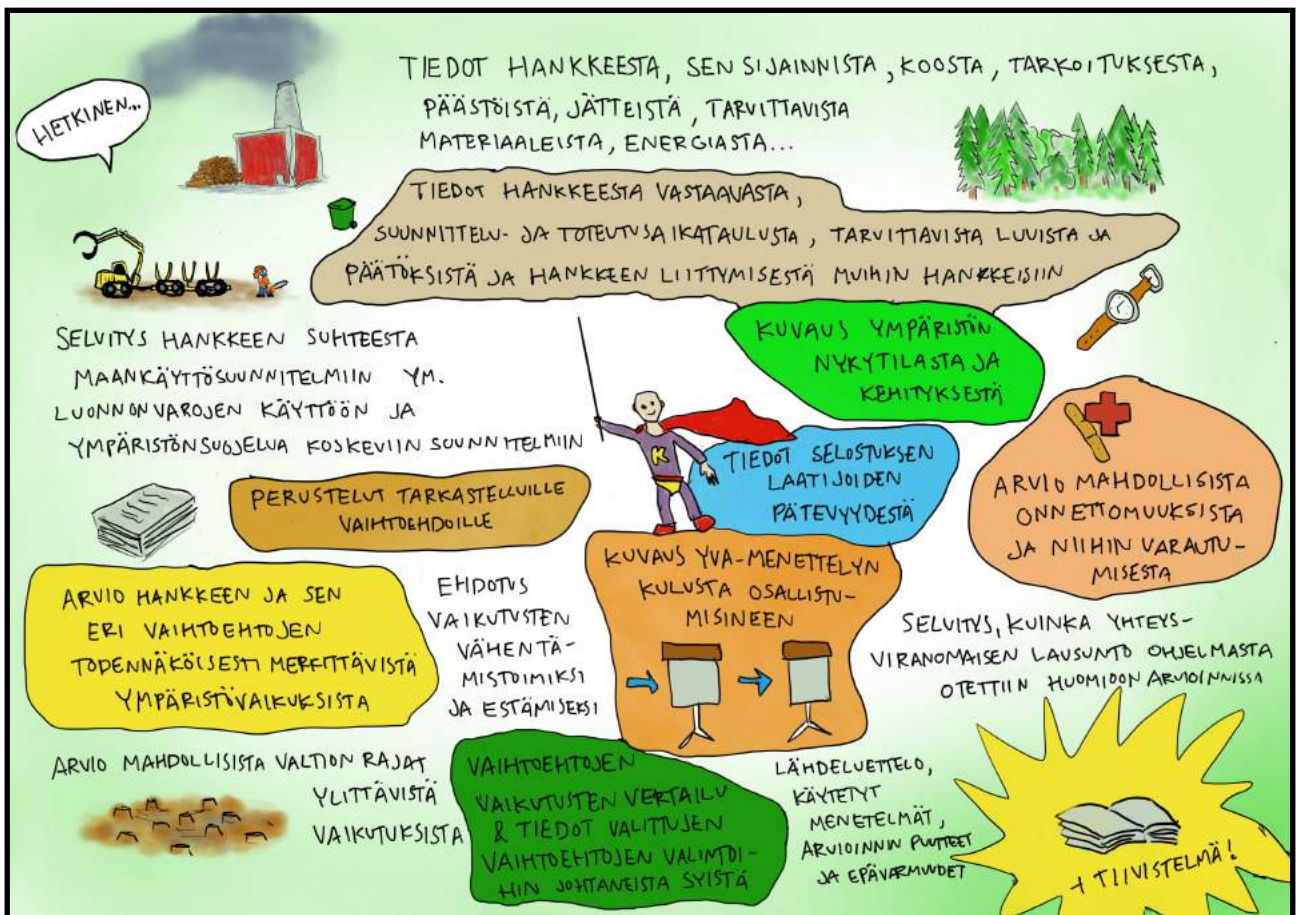 HETKINEN...
TIEDOT HANKKEESTA, SEN SIJAINNISTA, KOOSTA, TARKOITUKSESTA,
PÄÄSTÖISTÄ, JÄTTEISTÄ, TARVITTAVISTA
MATERIAALEISTA, ENERGIASTA...
TIEDOT HANKKEESTA VASTAAVASTA,
SUUNNITTELU- JA TOTEUTUSAIKATAULUSTA, TARVITTAVISTA LUVISTA JA
PÄÄTÖKSISTÄ JA HANKKEEN LIITTYMISESTÄ MUIHIN HANKKEISIIN
SELVITYS HANKKEEN SUHTEESTA
MAANKÄYTTÖSUUNNITELMIIN YM.
LUONNONVAROJEN KÄYTTÖÖN JA
YMPÄRISTÖNSUOJELUA KOSKEVIIN SUUNNITELMIIN
KUVAUS YMPÄRISTÖN
NYKYTILASTA JA
KEHITYKSESTÄ
K
TIEDOT SELOSTUKSEN
LAATIJOIDEN
PÄTEVYYDESTÄ
ARVIO MAHDOLLISISTA
ONNETTOMUUKSISTA
JA NIIHIN VARAUTU-
MISESTA
PERUSTELUT TARKASTELLUILLE
VAIHTOEHDOILLE
KUVAUS YVA-MENETTELYN
KULUSTA OSALLISTU-
MISINEEN
ARVIO HANKKEEN JA SEN
ERI VAIHTOEHTOJEN
TODENNÄKÖISESTI MERKITTÄVISTÄ
YMPÄRISTÖVAIKUKSISTA
EHDOTUS
VAIKUTUSTEN
VÄHENTÄ-
MISTOIMIKSI
JA ESTÄMISEKSI
SELVITYS, KUINKA YHTEYS-
VIRANOMAISEN LAUSUNTO OHJELMASTA
OTETTIIN HUOMIOON ARVIOINNISSA
ARVIO MAHDOLLISISTA VALTION RAJAT
YLITTÄVISTÄ
VAIKUTUKSISTA
VAIHTOEHTOJEN
VAIKUTUSTEN VERTAILU
& TIEDOT VALITTUJEN
VAIHTOEHTOJEN VALINTOI-
HIN JOHTANEISTA SYISTÄ
LÄHDELUETTELO,
KÄYTETYT
MENETELMÄT,
ARVIOINNIN PUUTTEET
JA EPÄVARMUUDET
+ TIIVISTELMÄ!